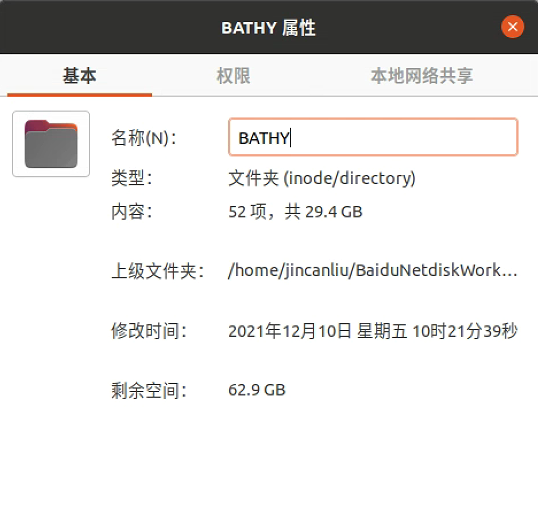 BATHY 属性
基本 权限 本地网络共享
名称(N)： BATHY
类型： 文件夹 (inode/directory)
内容： 52 项，共 29.4 GB
上级文件夹： /home/jincanliu/BaiduNetdiskWork…
修改时间： 2021年12月10日 星期五 10时21分39秒
剩余空间： 62.9 GB